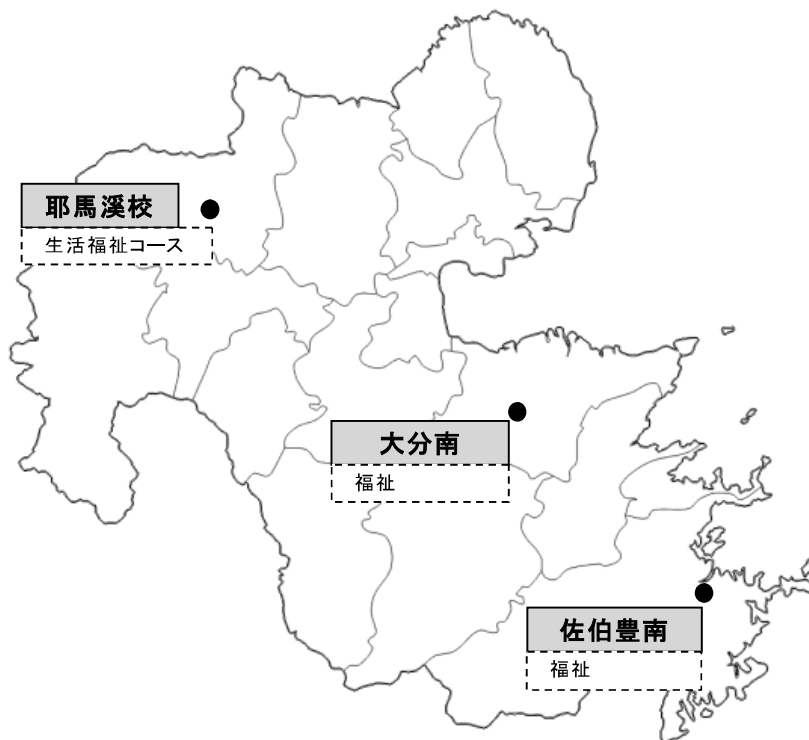 耶馬溪校
生活福祉コース
大分南
福祉
佐伯豊南
福祉